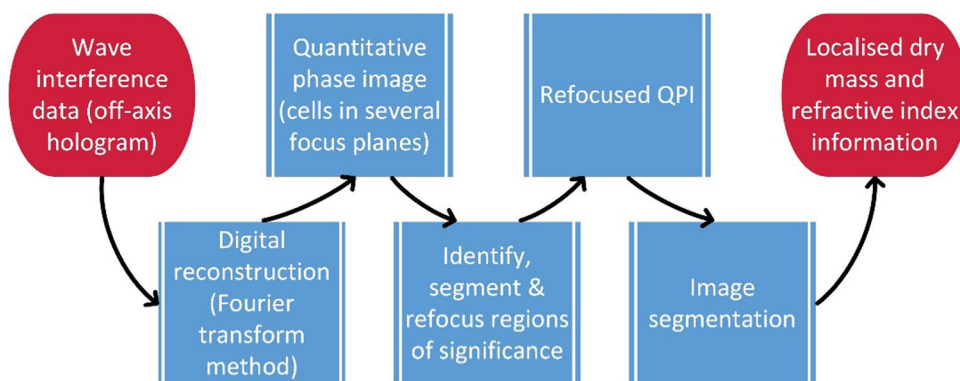 Wave
interference
data (off-axis
hologram)
Digital
reconstruction
(Fourier
transform
method)
Quantitative
phase image
(cells in several
focus planes)
Identify,
segment &
refocus regions
of significance
Refocused QPI
Image
segmentation
Localised dry
mass and
refractive index
information